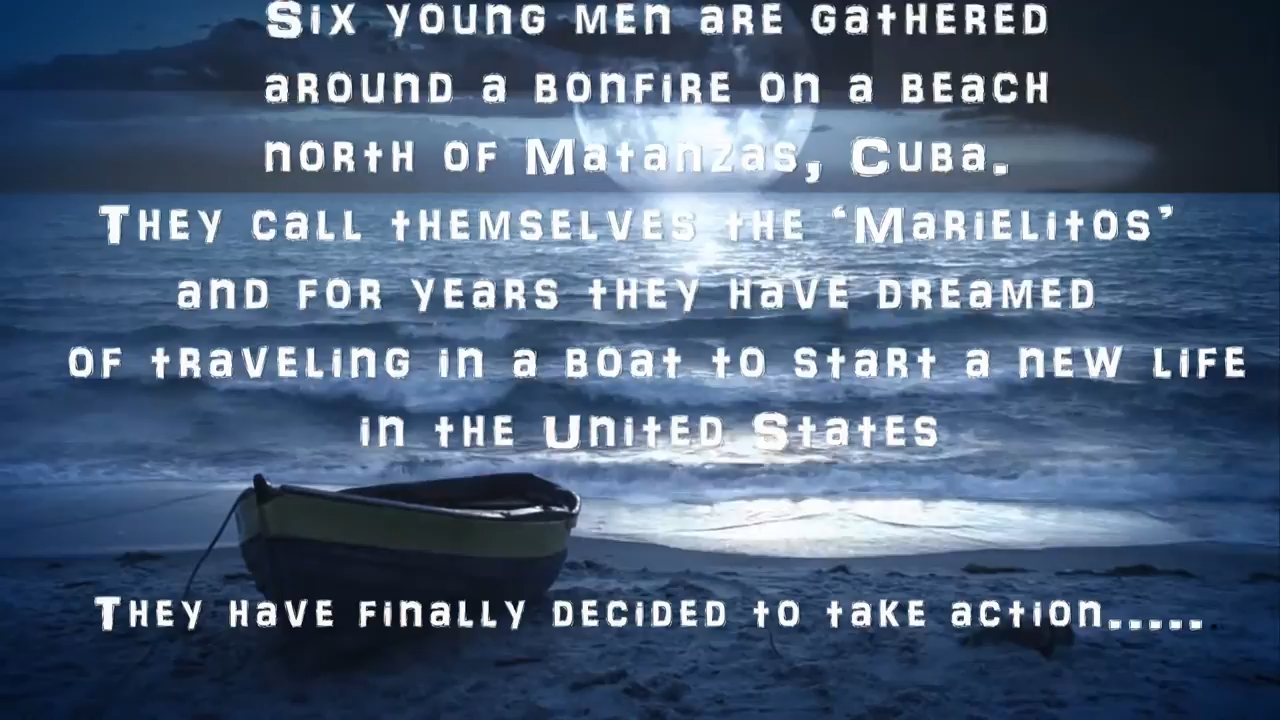 Six young men are gathered
around a bonfire on a beach
north of Matanzas, Cuba.
They call themselves the ‘Marielitos’
and for years they have dreamed
of traveling in a boat to start a new life
in the United States
They have finally decided to take action.....